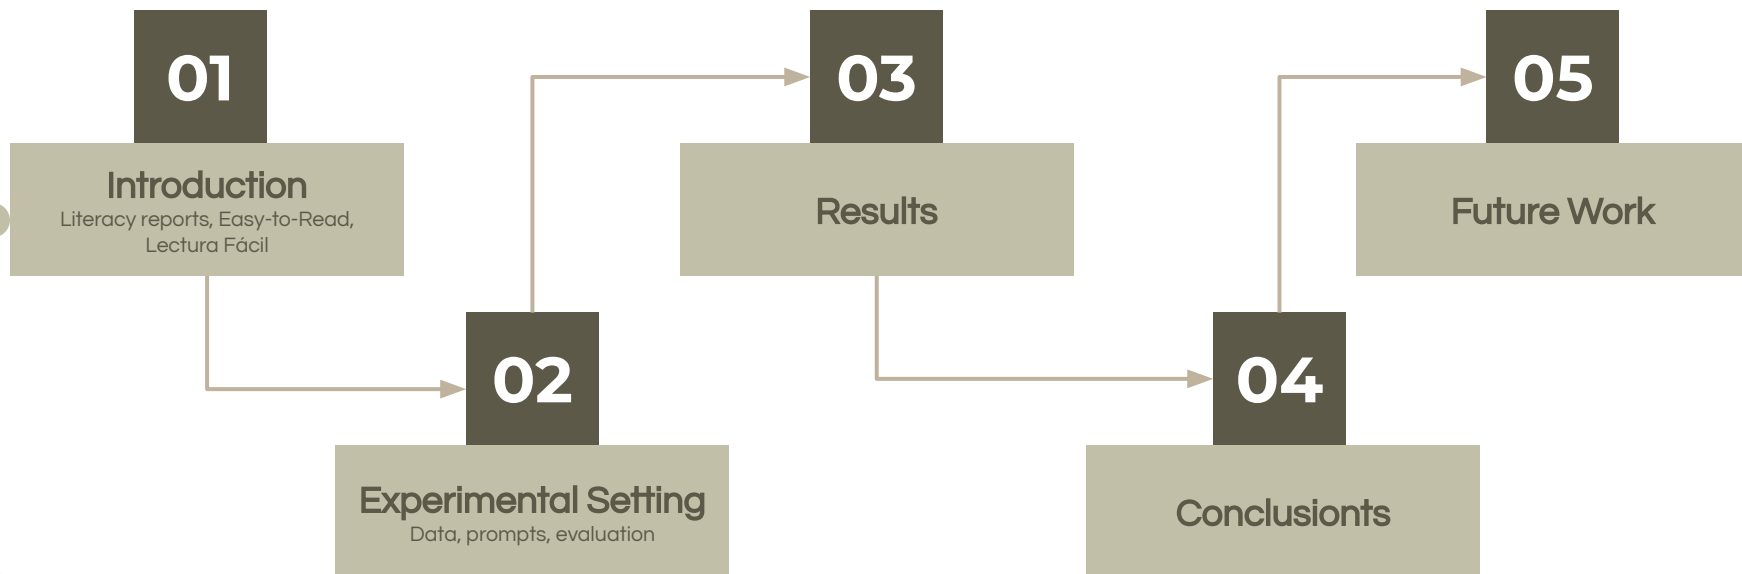 01
Introduction
Literacy reports, Easy-to-Read,
Lectura Fácil
02
Experimental Setting
Data, prompts, evaluation
03
Results
04
Conclusionts
05
Future Work